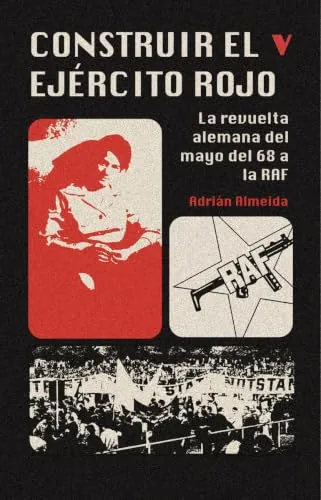 CONSTRUIR EL V
EJÉRCITO ROJO
La revuelta
alemana del
mayo del 68 a
la RAF
Adrián Almeida
RAF